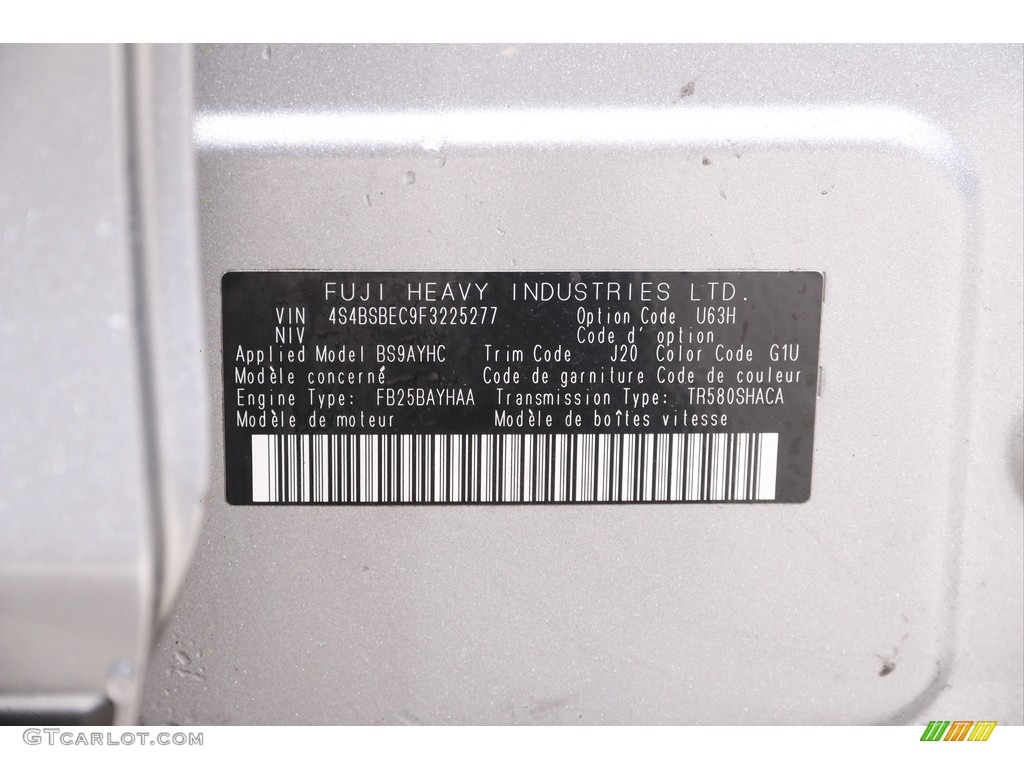 FUJI HEAVY INDUSTRIES LTD.
VIN 4S4BSBEC9F3225277 Option Code U63H
NIV Code d' option
Applied Model BS9AYHC Trim Code J20 Color Code G1U
Modèle concerné Code de garniture Code de couleur
Engine Type: FB25BAYHAA Transmission Type: TR580SHACA
Modèle de moteur Modèle de boîtes vitesse
GTCARLOT.COM